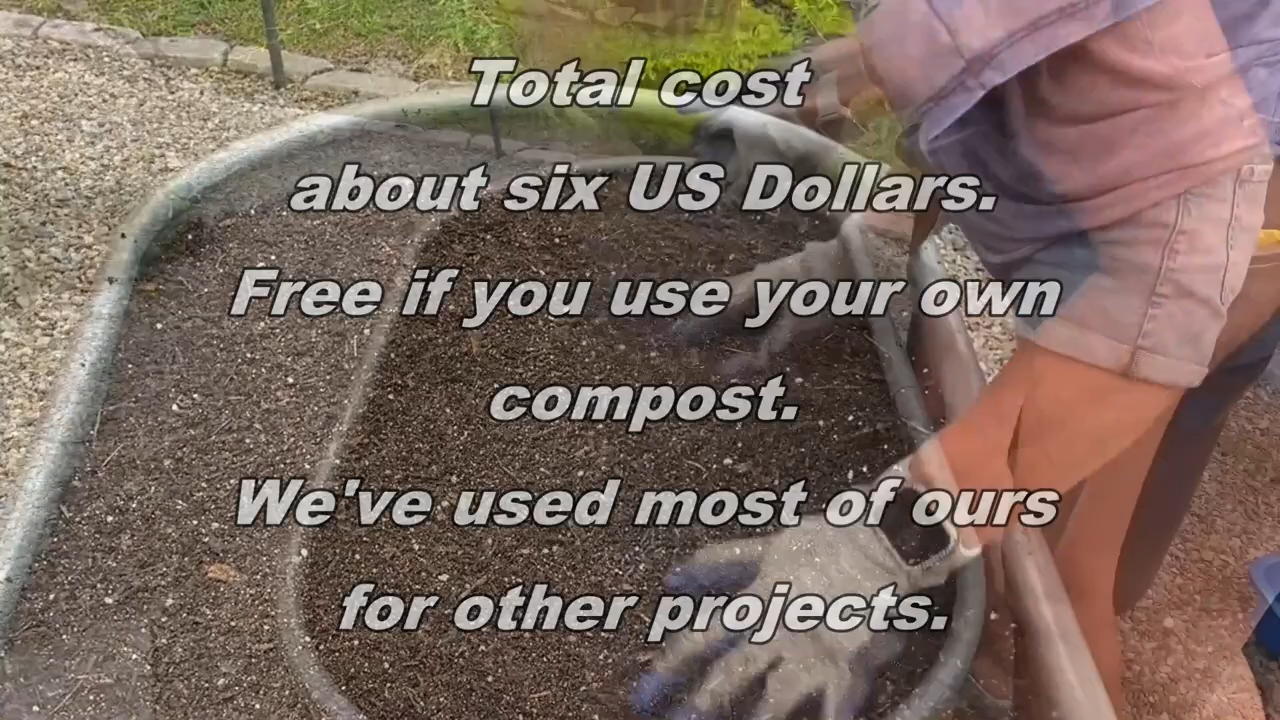 Total cost
about six US Dollars.
Free if you use your own
compost.
We've used most of ours
for other projects.